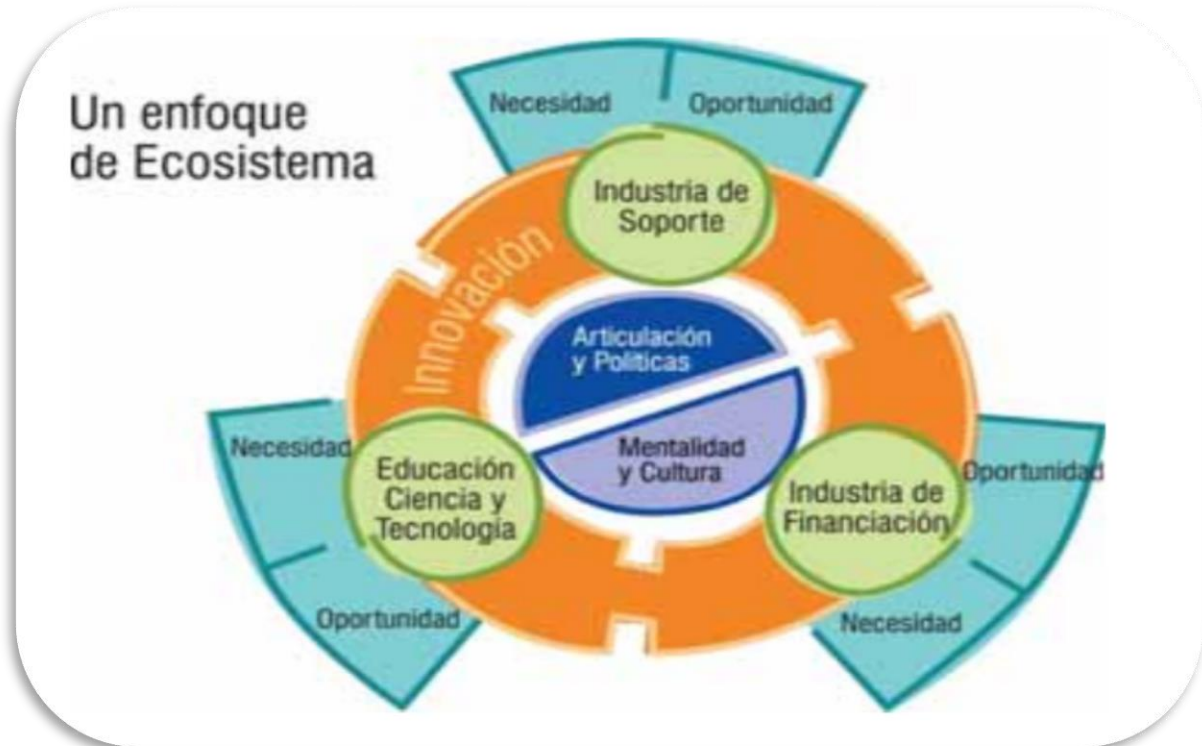 Un enfoque
de Ecosistema
Necesidad
Oportunidad
Industria de
Soporte
Innovación
Articulación
y Políticas
Mentalidad
y Cultura
Necesidad
Educación
Ciencia y
Tecnología
Oportunidad
Industria de
Financiación
Oportunidad
Necesidad